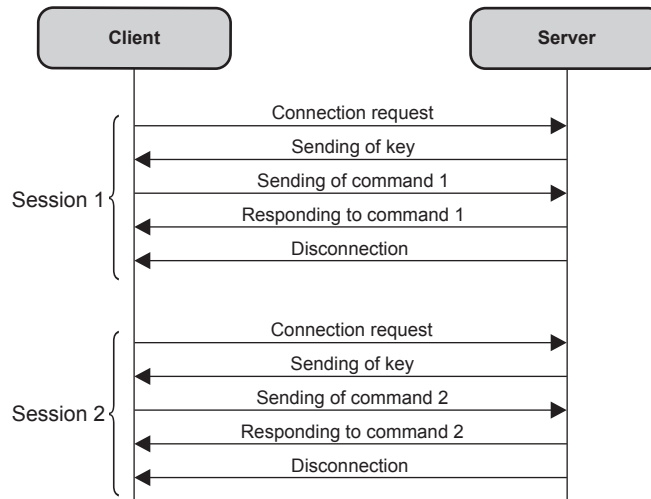 Client
Server
Connection request
Sending of key
Session 1
Sending of command 1
Responding to command 1
Disconnection
Connection request
Sending of key
Session 2
Sending of command 2
Responding to command 2
Disconnection